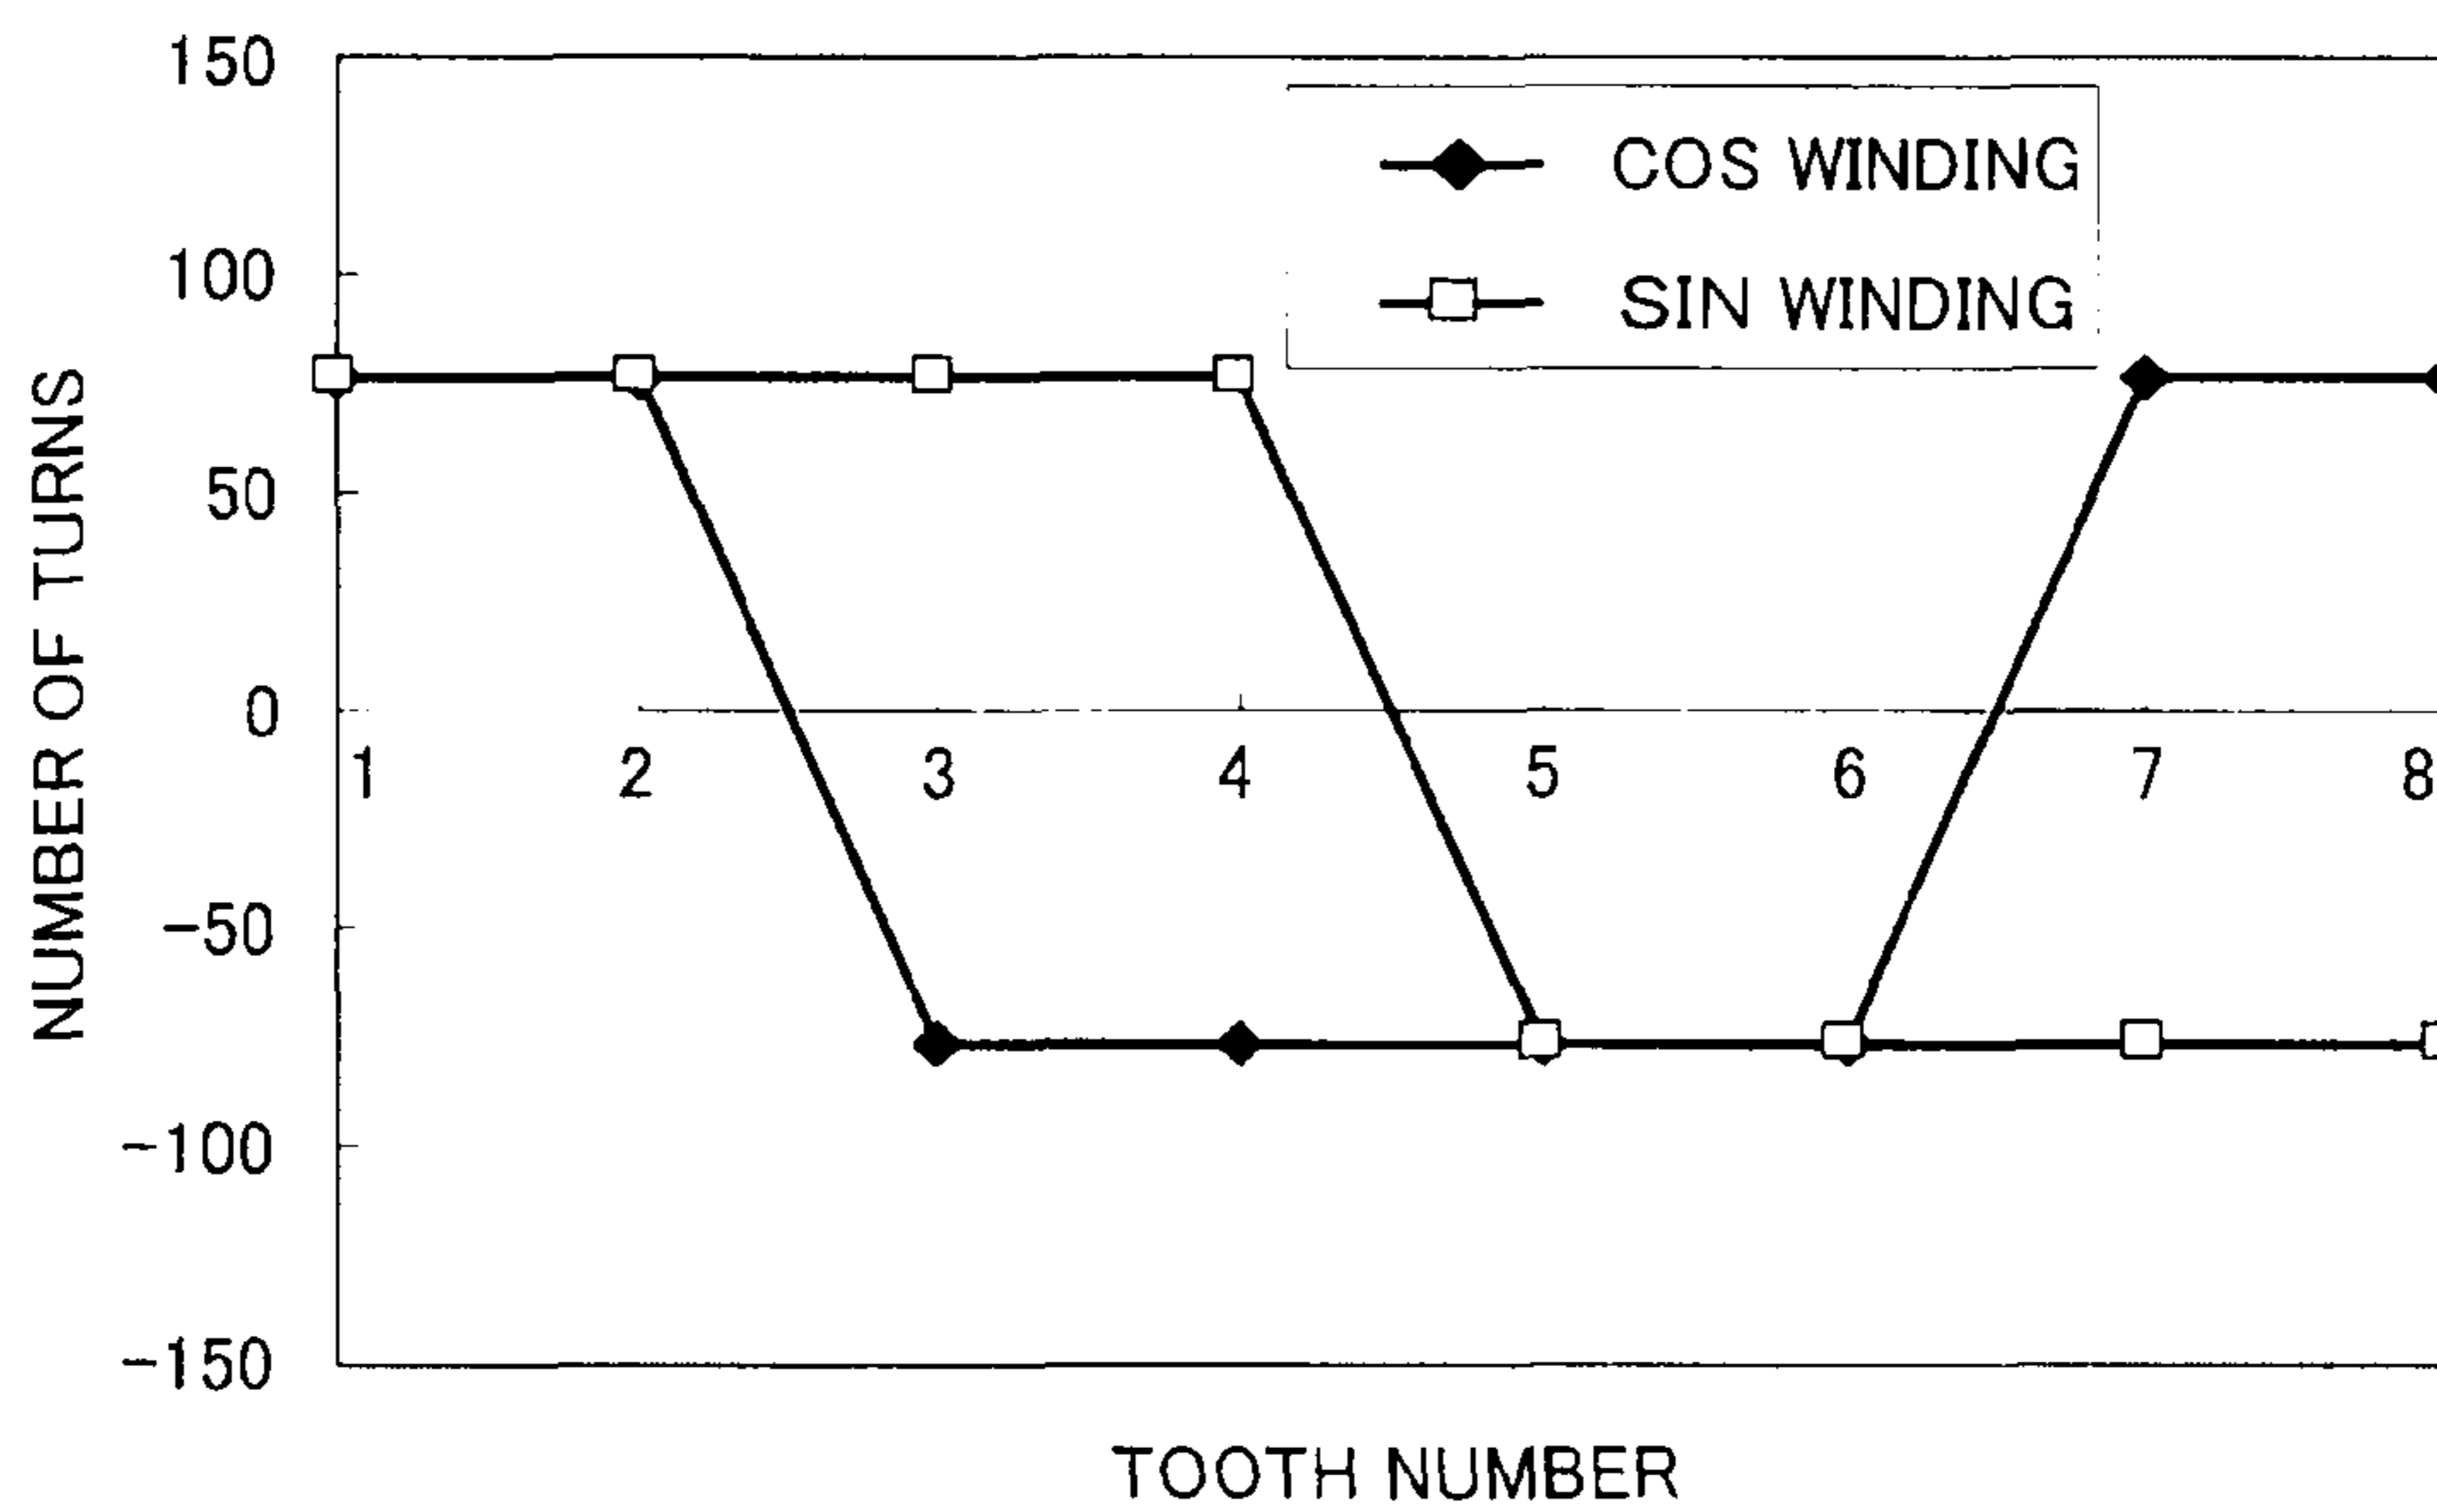 150
100
50
0
-50
-100
-150
NUMBER OF TURNS
COS WINDING
SIN WINDING
1 2 3 4 5 6 7 8
TOOTH NUMBER